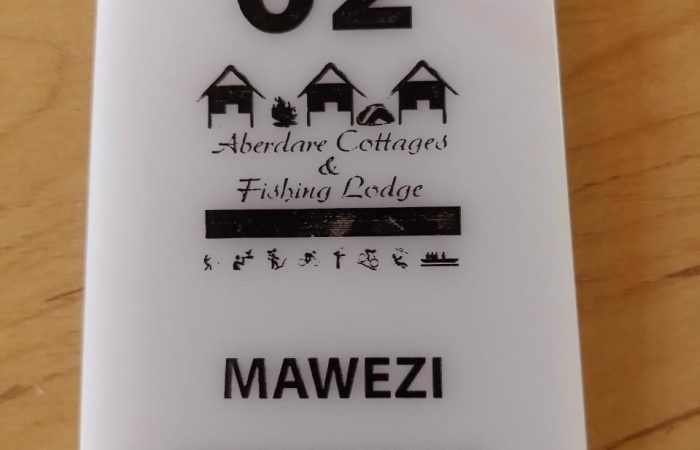 02
Aberdare Cottages
&
Fishing Lodge
MAWEZI